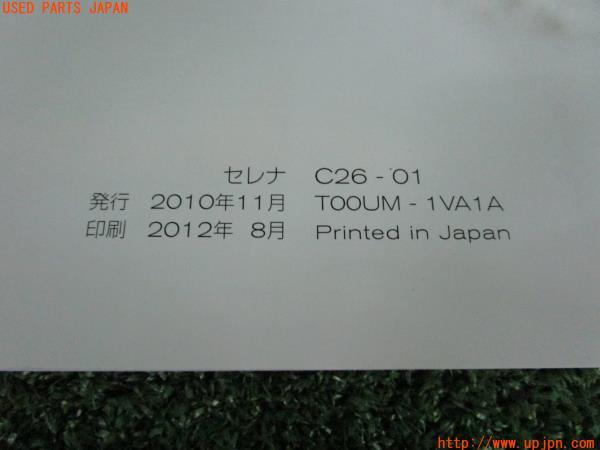 USED PARTS JAPAN
セレナ C26-'01
発行 2010年11月 T00UM-1VA1A
印刷 2012年 8月 Printed in Japan
http://www.upjpn.com/